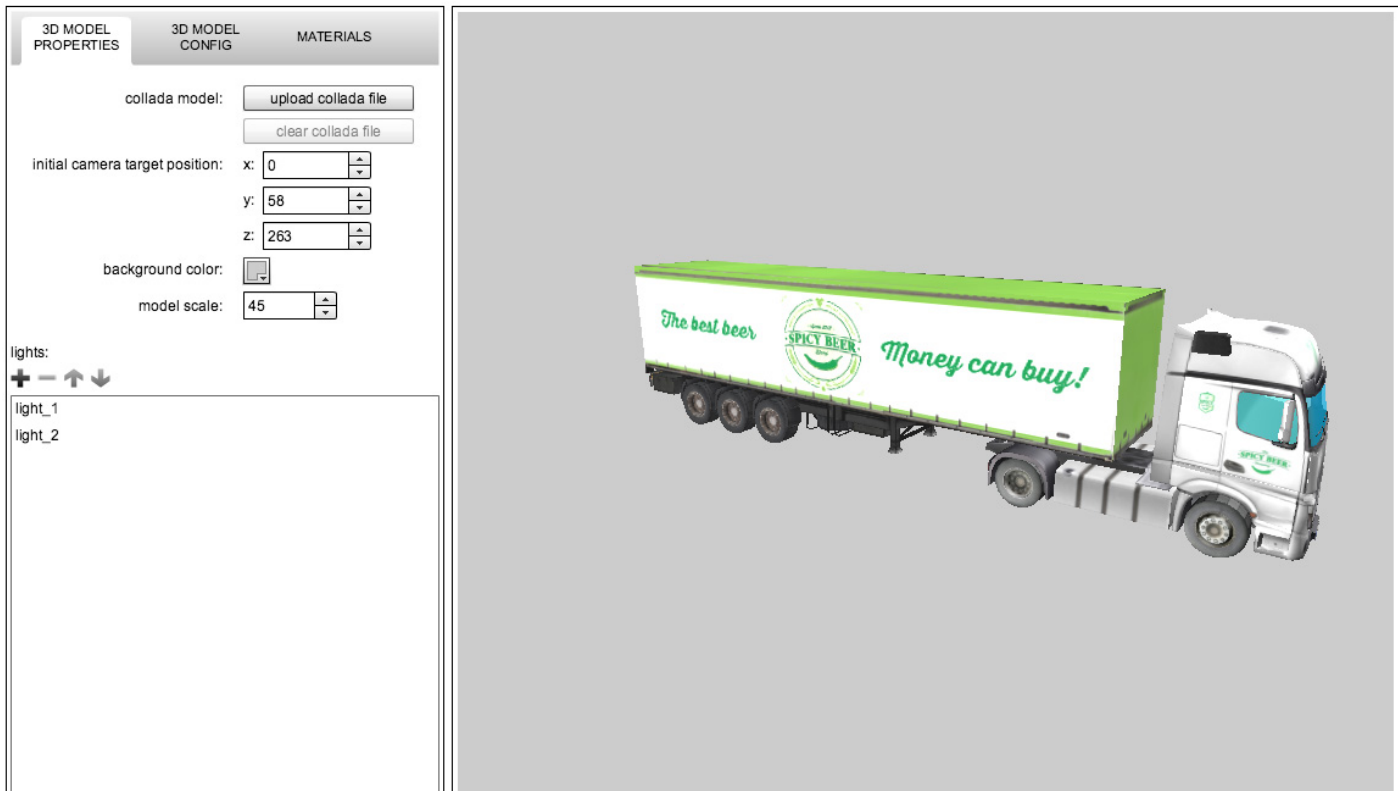 3D MODEL
PROPERTIES
3D MODEL
CONFIG
MATERIALS
collada model:
upload collada file
clear collada file
initial camera target position:
x: 0
y: 58
z: 263
background color:
model scale:
45
lights:
light_1
light_2
The best beer
SPICY BEER
Money can buy!
SPICY BEER